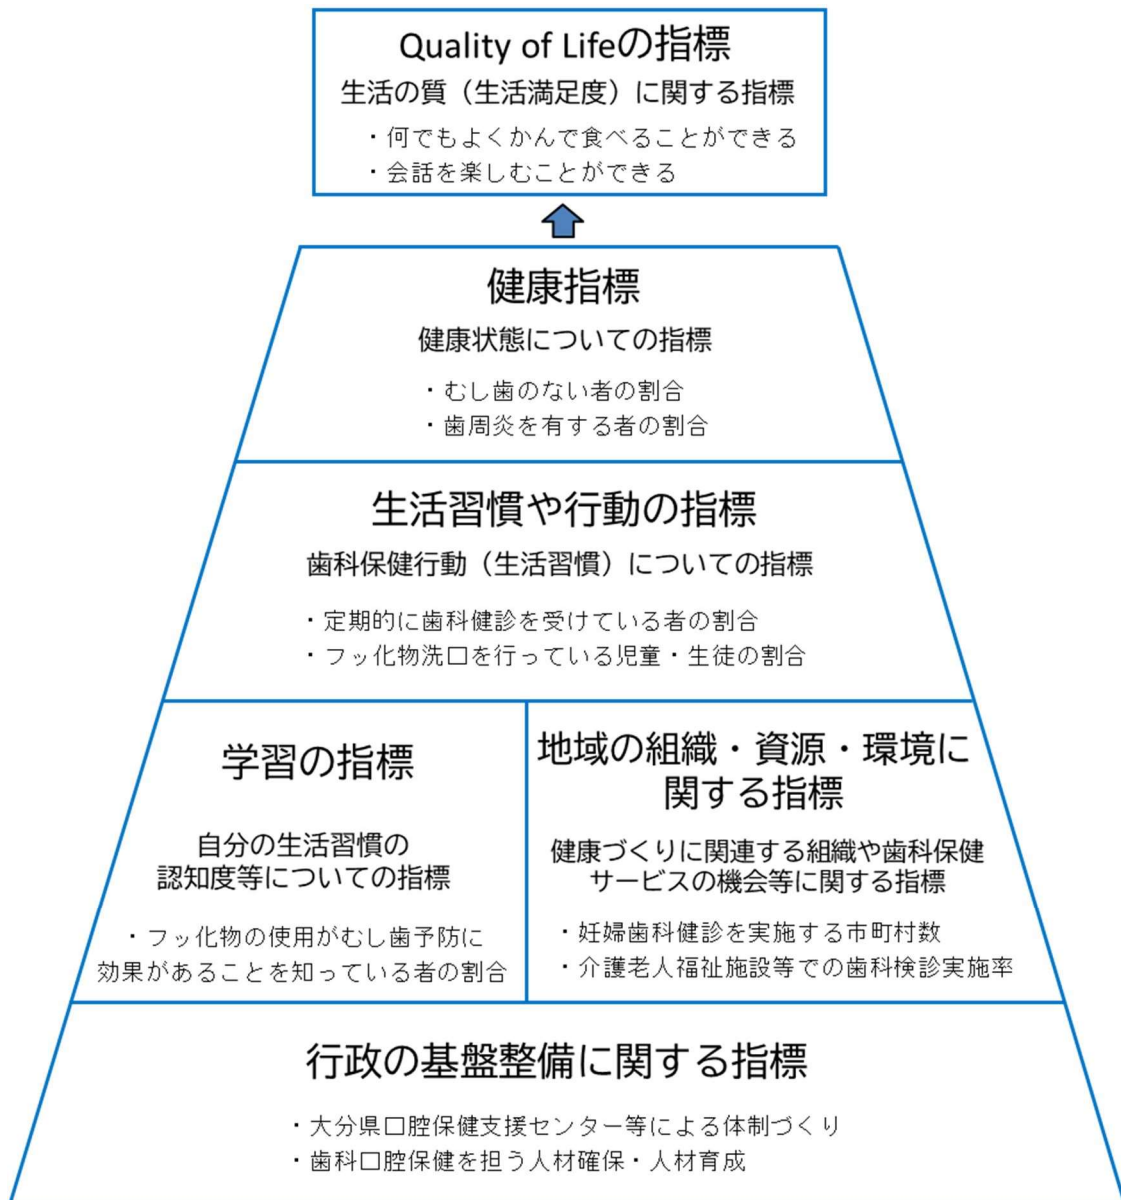 Quality of Lifeの指標
生活の質（生活満足度）に関する指標
・何でもよくかんで食べることができる
・会話を楽しむことができる
健康指標
健康状態についての指標
・むし歯のない者の割合
・歯周炎を有する者の割合
生活習慣や行動の指標
歯科保健行動（生活習慣）についての指標
・定期的に歯科健診を受けている者の割合
・フッ化物洗口を行っている児童・生徒の割合
学習の指標
自分の生活習慣の
認知度等についての指標
・フッ化物の使用がむし歯予防に
効果があることを知っている者の割合
地域の組織・資源・環境に
関する指標
健康づくりに関連する組織や歯科保健
サービスの機会等に関する指標
・妊婦歯科健診を実施する市町村数
・介護老人福祉施設等での歯科検診実施率
行政の基盤整備に関する指標
・大分県口腔保健支援センター等による体制づくり
・歯科口腔保健を担う人材確保・人材育成